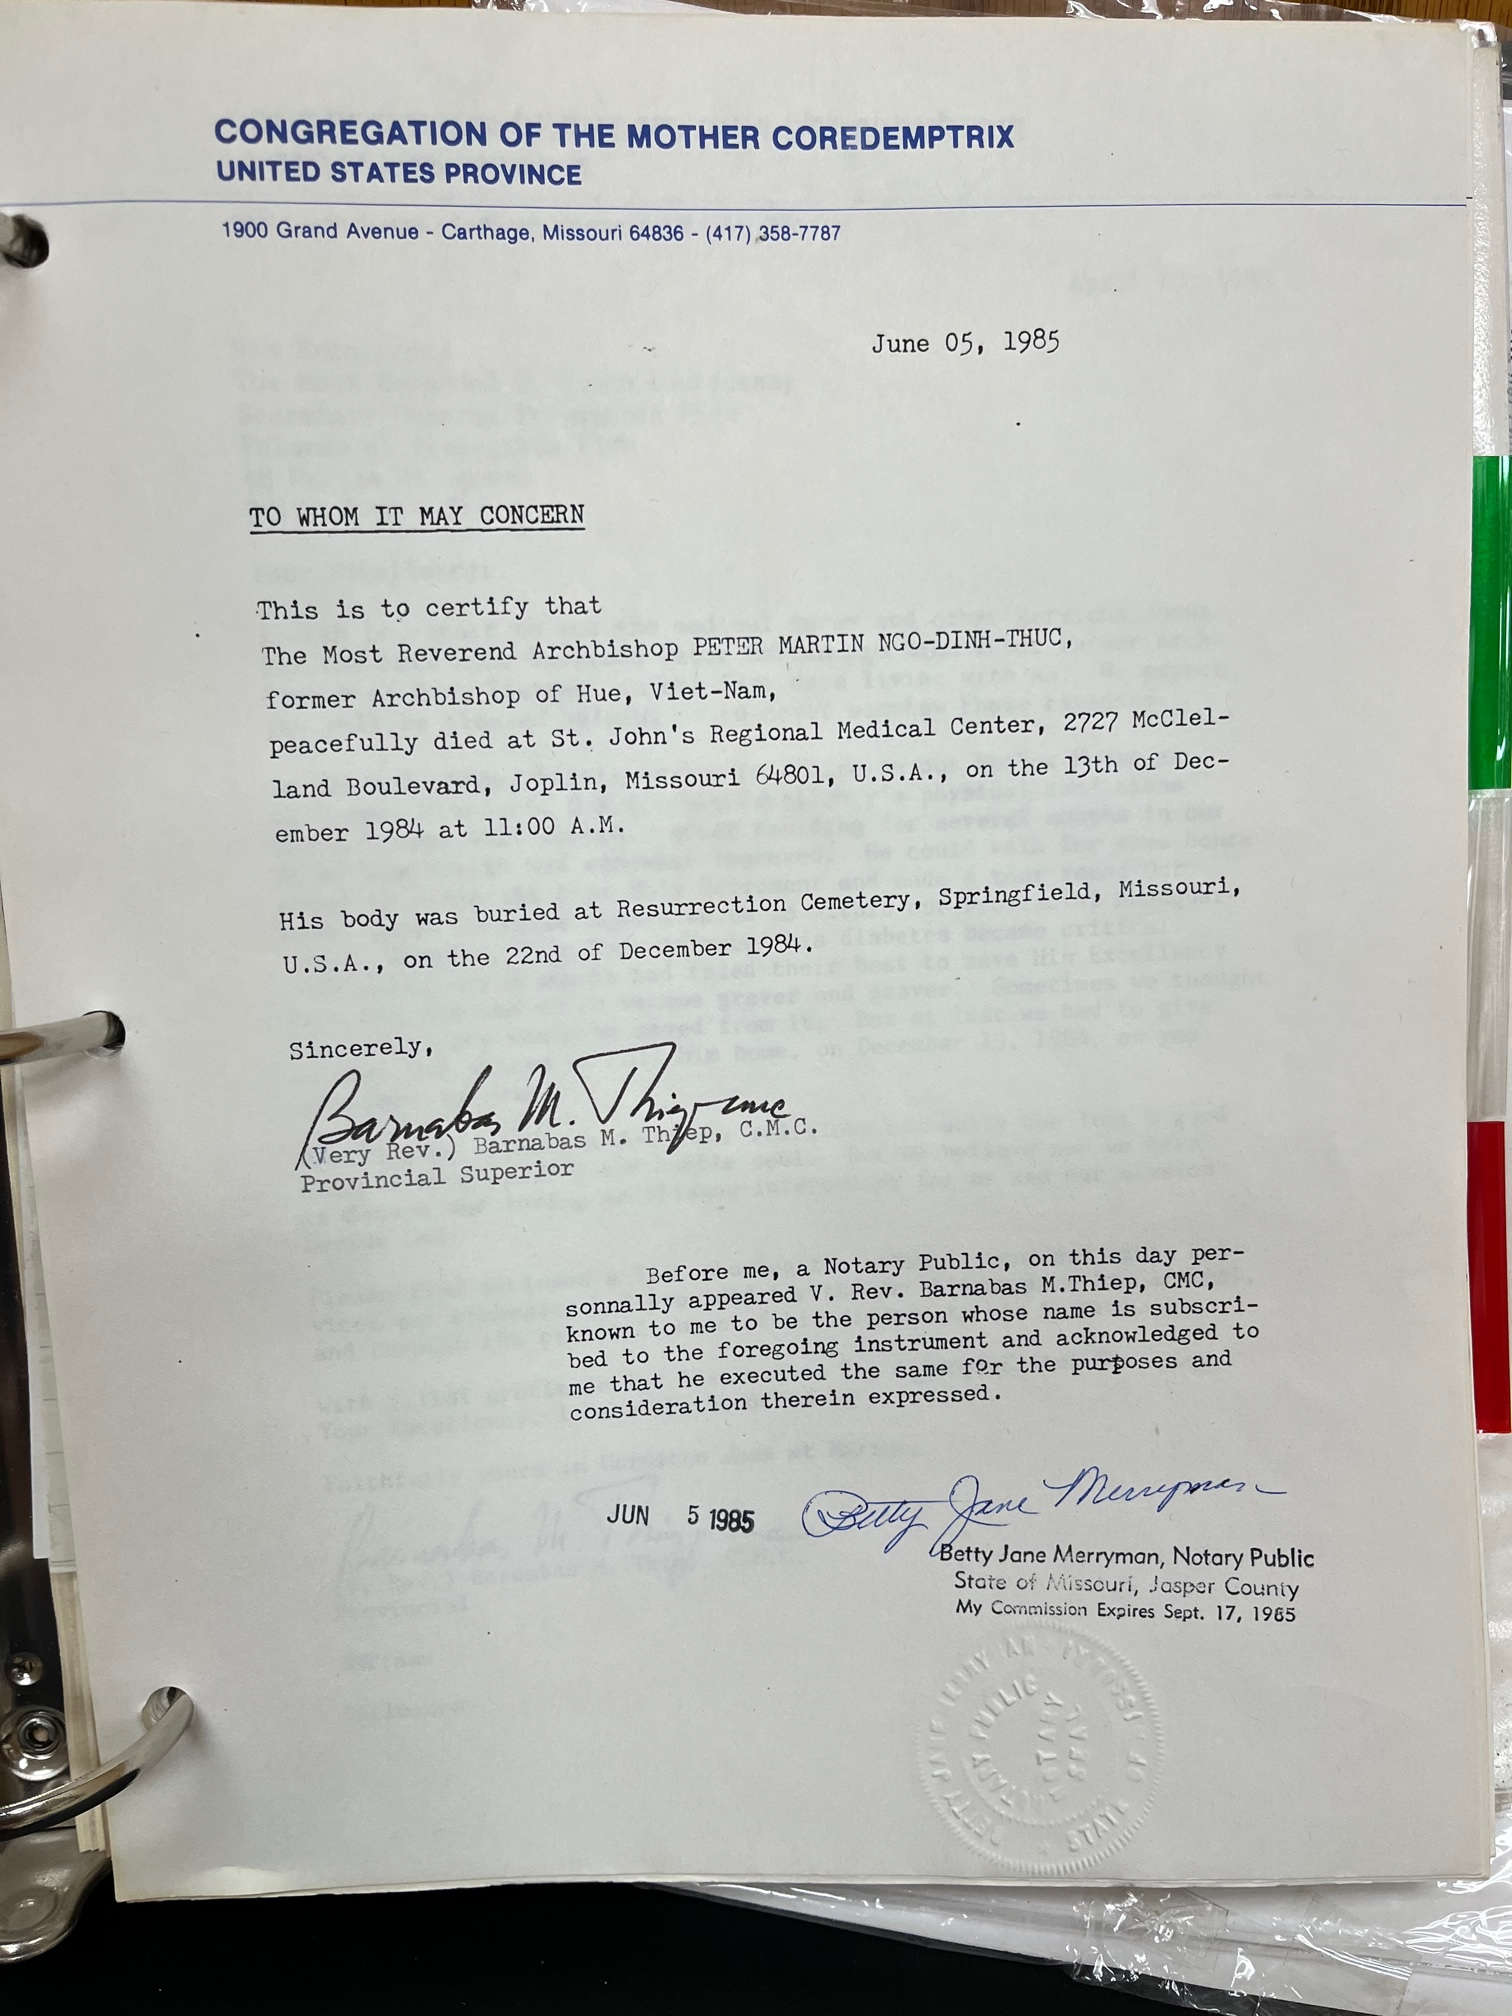 CONGREGATION OF THE MOTHER COREDEMPTRIX
UNITED STATES PROVINCE
1900 Grand Avenue - Carthage, Missouri 64836 - (417) 358-7787
June 05, 1985
TO WHOM IT MAY CONCERN
This is to certify that
The Most Reverend Archbishop PETER MARTIN NGO-DINH-THUC,
former Archbishop of Hue, Viet-Nam,
peacefully died at St. John's Regional Medical Center, 2727 McClel-
land Boulevard, Joplin, Missouri 64801, U.S.A., on the 13th of Dec-
ember 1984 at 11:00 A.M.
His body was buried at Resurrection Cemetery, Springfield, Missouri,
U.S.A., on the 22nd of December 1984.
Sincerely,
Barnabas M. Thiep, cmc
(Very Rev.) Barnabas M. Thiep, C.M.C.
Provincial Superior
Before me, a Notary Public, on this day per-
sonnally appeared V. Rev. Barnabas M.Thiep, CMC,
known to me to be the person whose name is subscri-
bed to the foregoing instrument and acknowledged to
me that he executed the same for the purposes and
consideration therein expressed.
JUN 5 1985
Betty Jane Merryman
Betty Jane Merryman, Notary Public
State of Missouri, Jasper County
My Commission Expires Sept. 17, 1985
NOTARY
SEAL
NOTARY PUBLIC
STATE OF